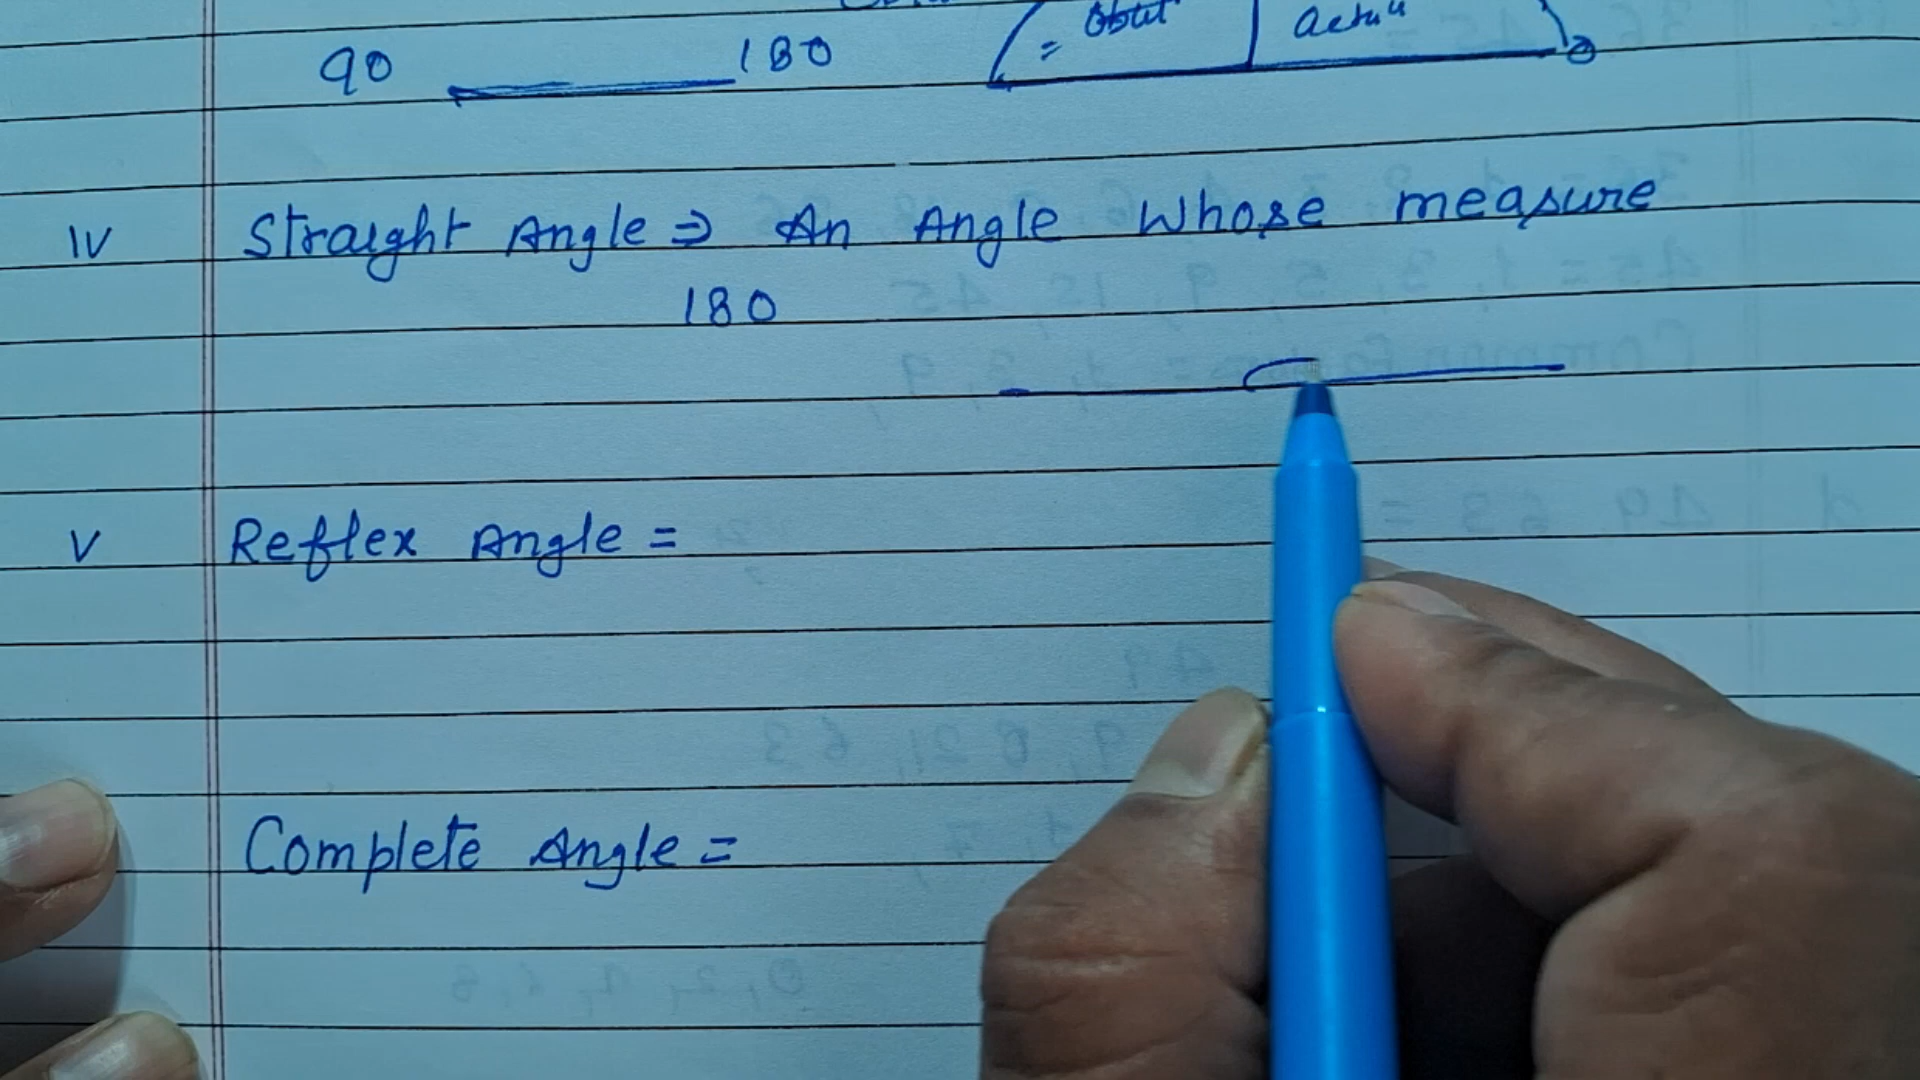 90 180
IV Straight Angle ⇒ An Angle Whose measure
180
V Reflex Angle =
Complete Angle =